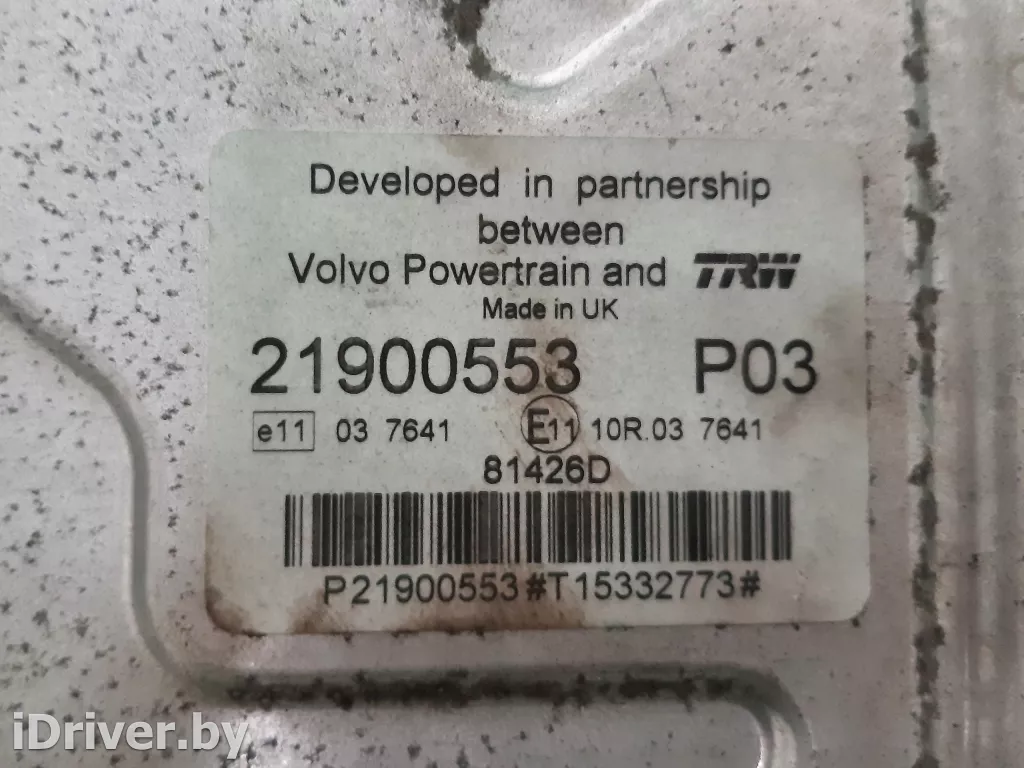 Developed in partnership
between
Volvo Powertrain and TRW
Made in UK
21900553 P03
e11 03 7641 E11 10R.03 7641
81426D
P21900553#T15332773#
iDriver.by